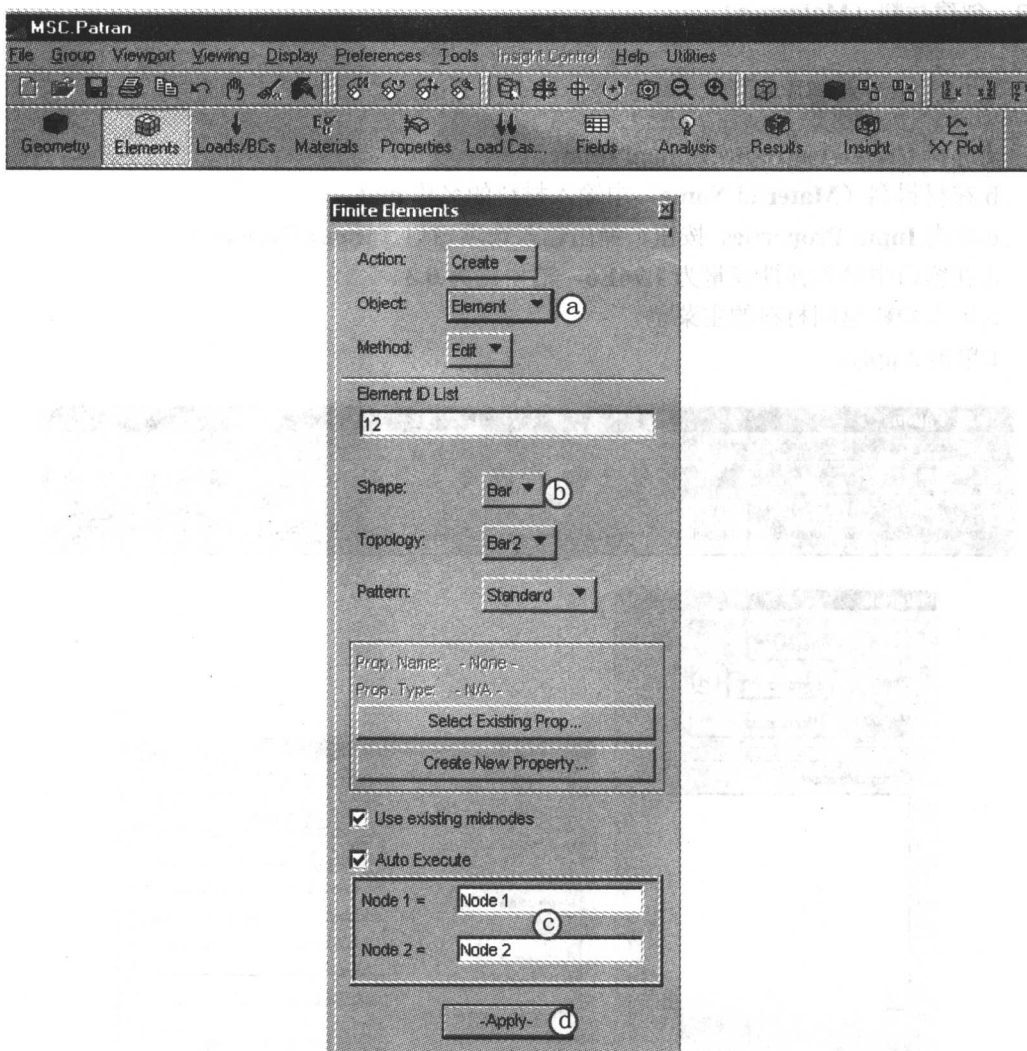 MSC.Patran
File Group Viewport Viewing Display Preferences Tools Insight Control Help Utilities
Geometry Elements Loads/BCs Materials Properties Load Cas... Fields Analysis Results Insight XY Plot
Finite Elements
Action: Create
Object: Element a
Method: Edit
Element ID List
12
Shape: Bar b
Topology: Bar2
Pattern: Standard
Prop. Name: - None -
Prop. Type: - N/A -
Select Existing Prop...
Create New Property...
Use existing midnodes
Auto Execute
Node 1 = Node 1
c
Node 2 = Node 2
-Apply- d